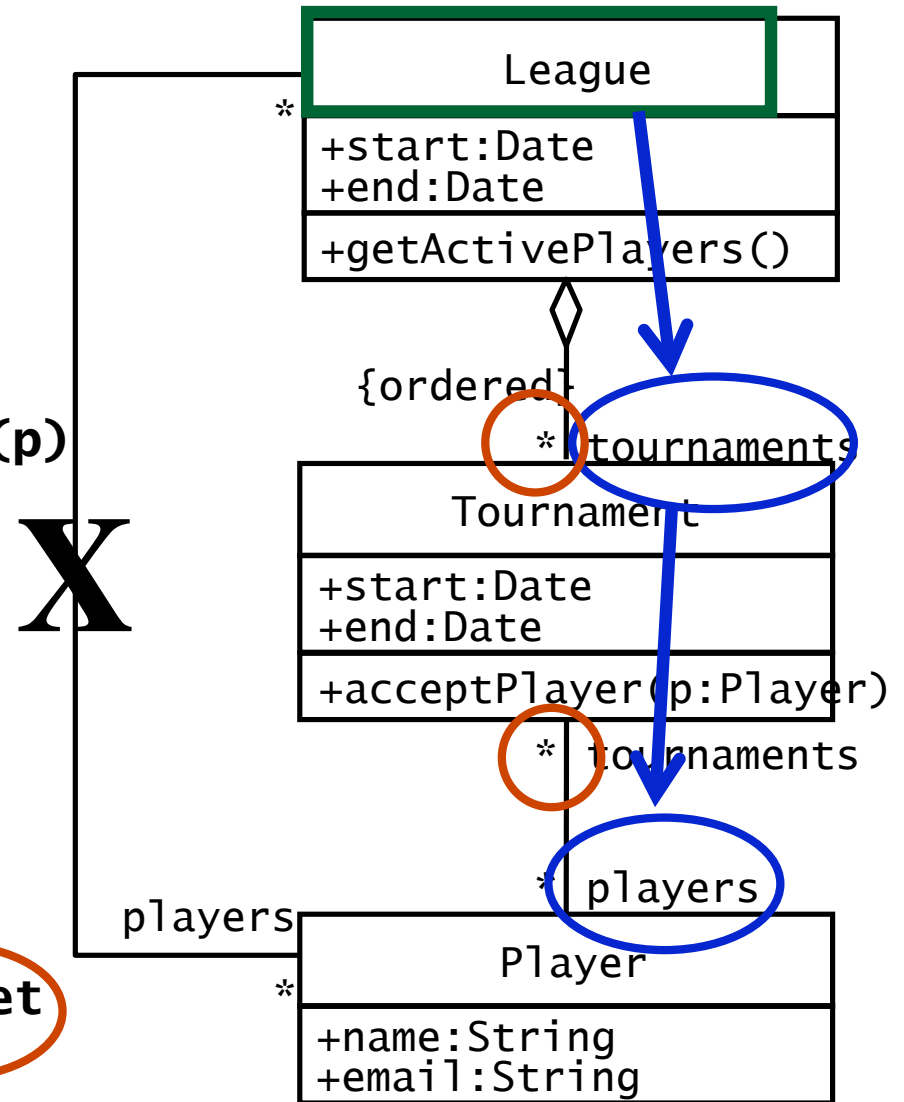 League
*
+start:Date
+end:Date
+getActivePlayers()
{ordered}
(p)
* tournaments
Tournament
X
+start:Date
+end:Date
+acceptPlayer(p:Player)
* tournaments
* players
players
Player
et
*
+name:String
+email:String